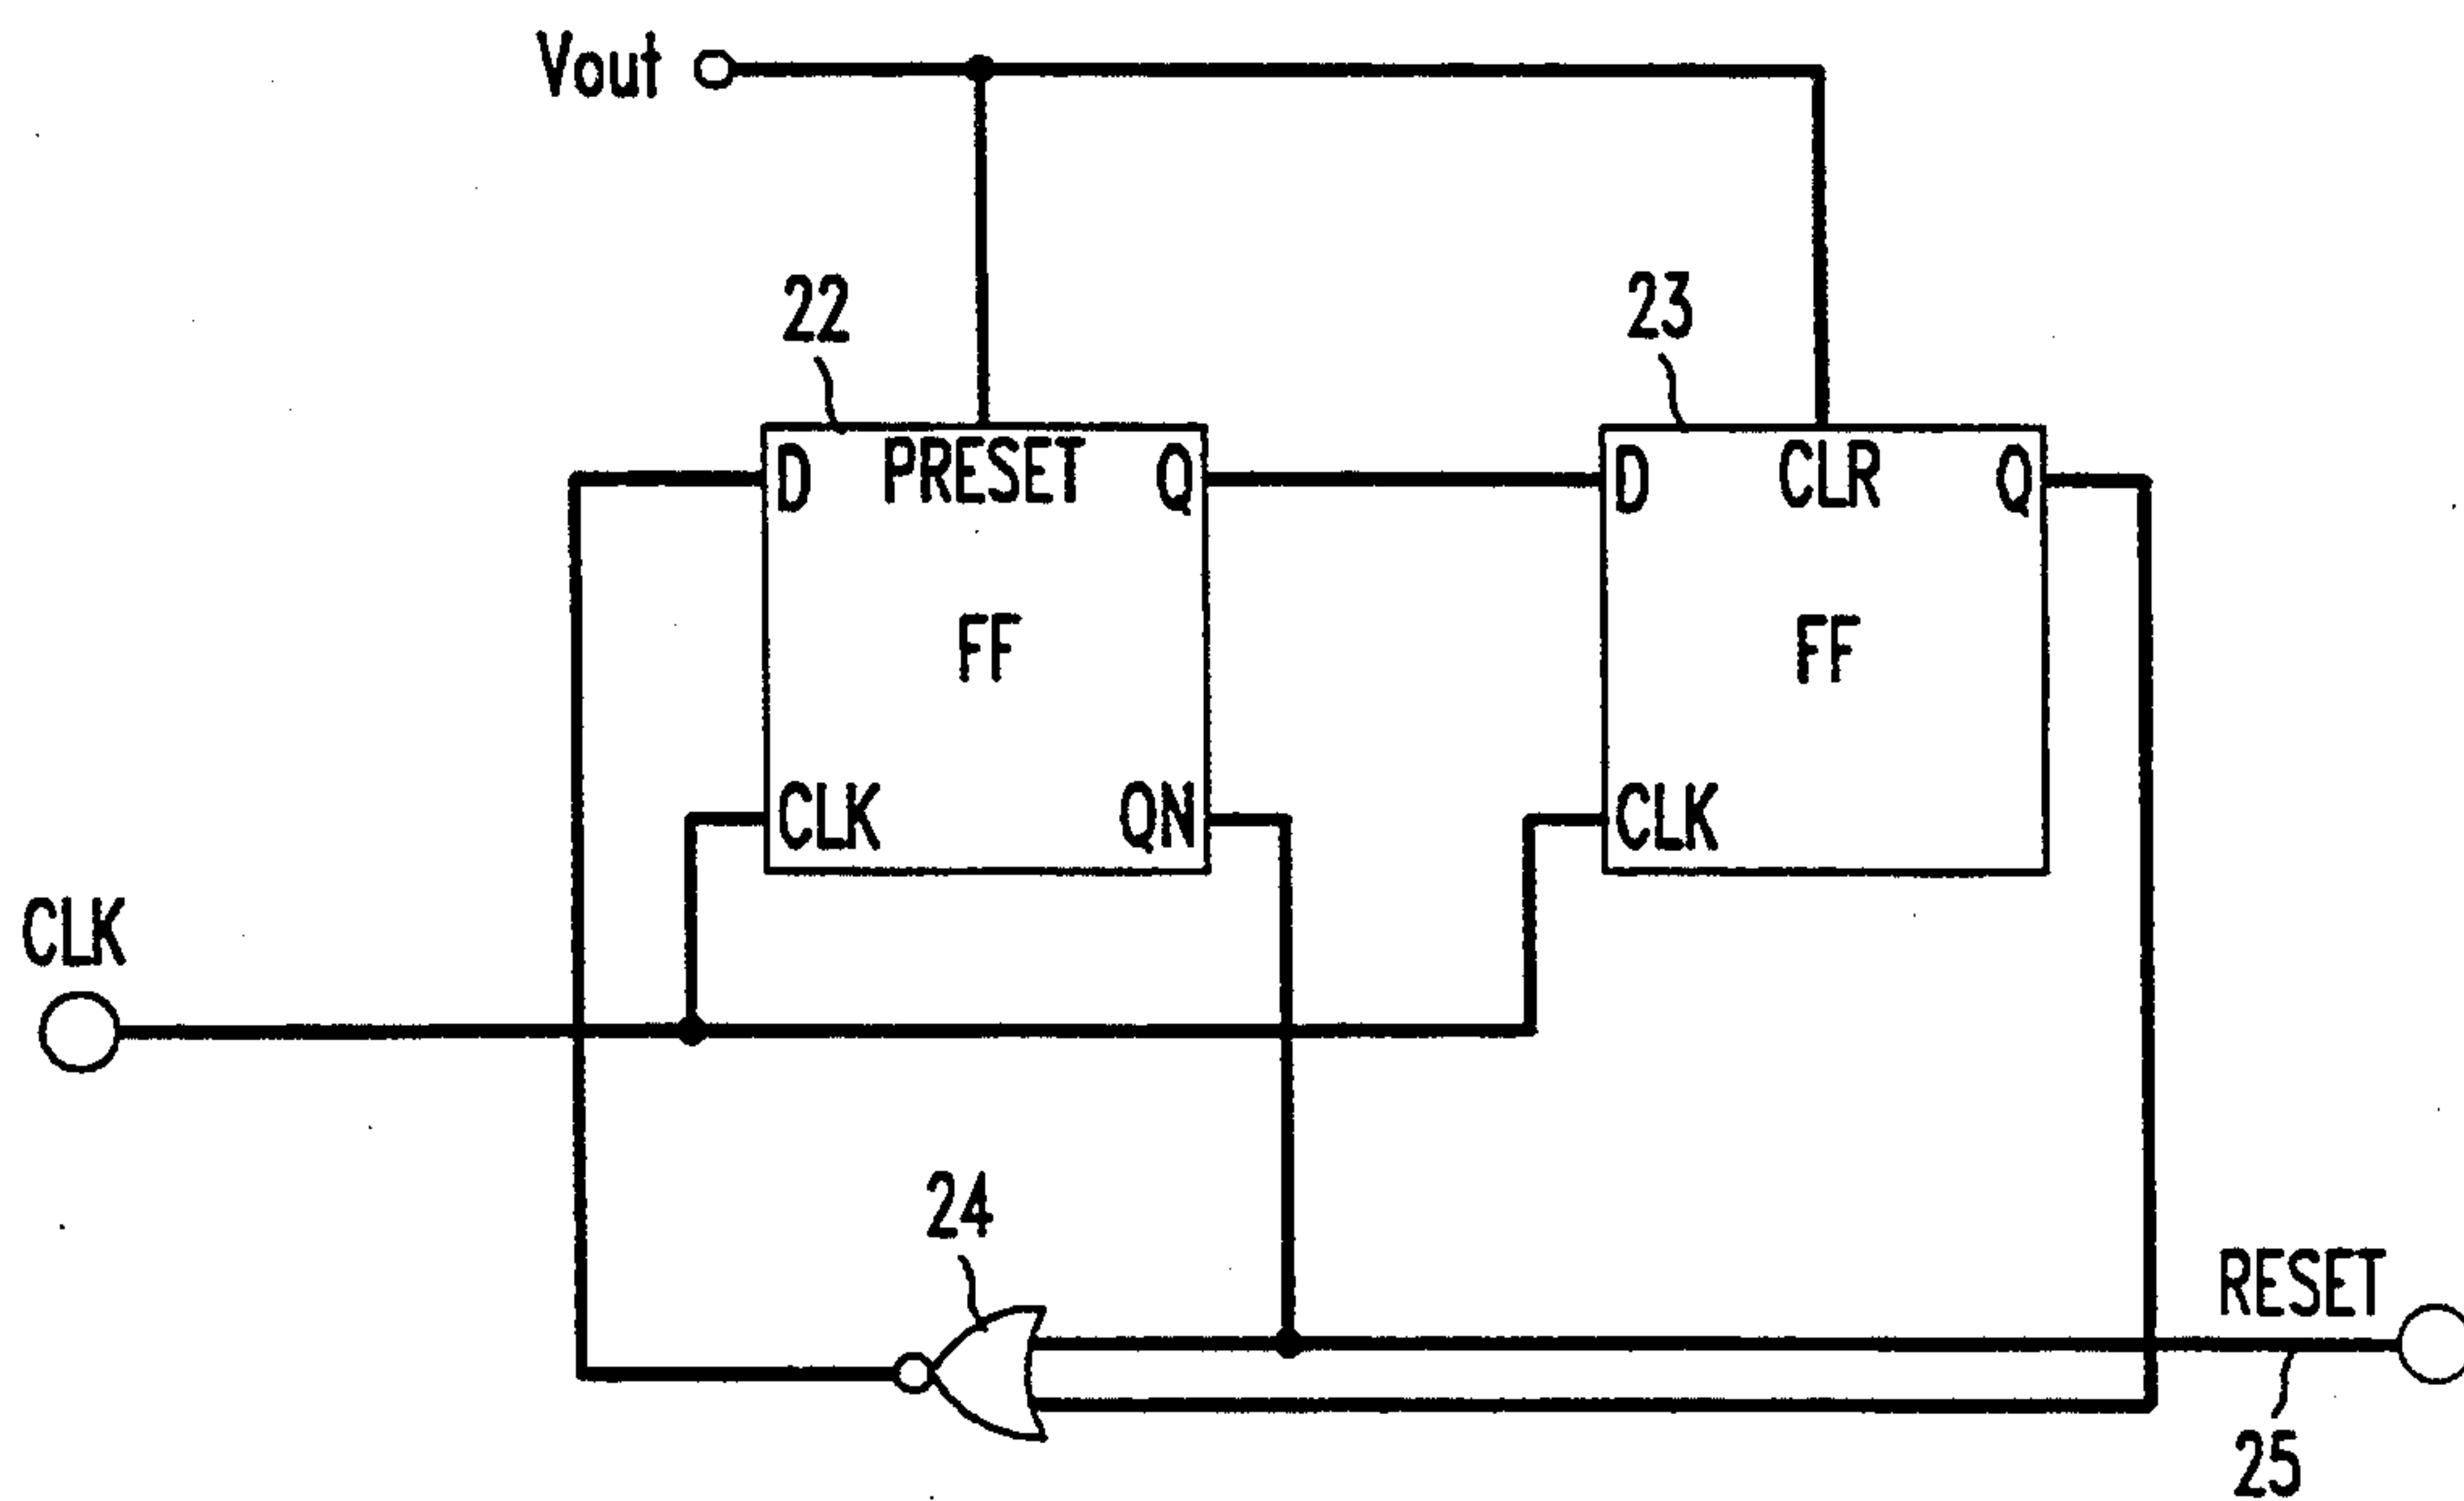 Vout
22
23
D PRESET Q
D CLR Q
FF
FF
CLK QN
CLK
CLK
24
RESET
25